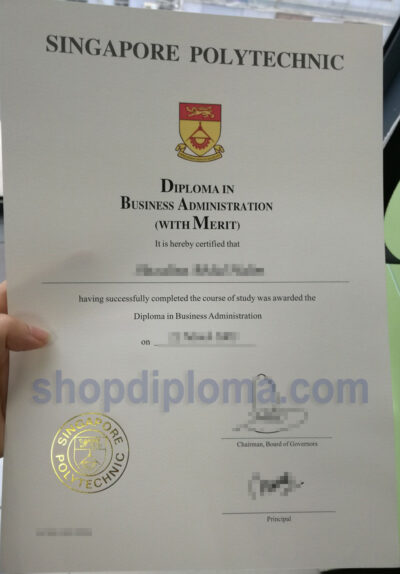 SINGAPORE POLYTECHNIC
DIPLOMA IN
BUSINESS ADMINISTRATION
(WITH MERIT)
It is hereby certified that
having successfully completed the course of study was awarded the
Diploma in Business Administration
on
shopdiploma.com
SINGAPORE
POLYTECHNIC
Chairman, Board of Governors
Principal